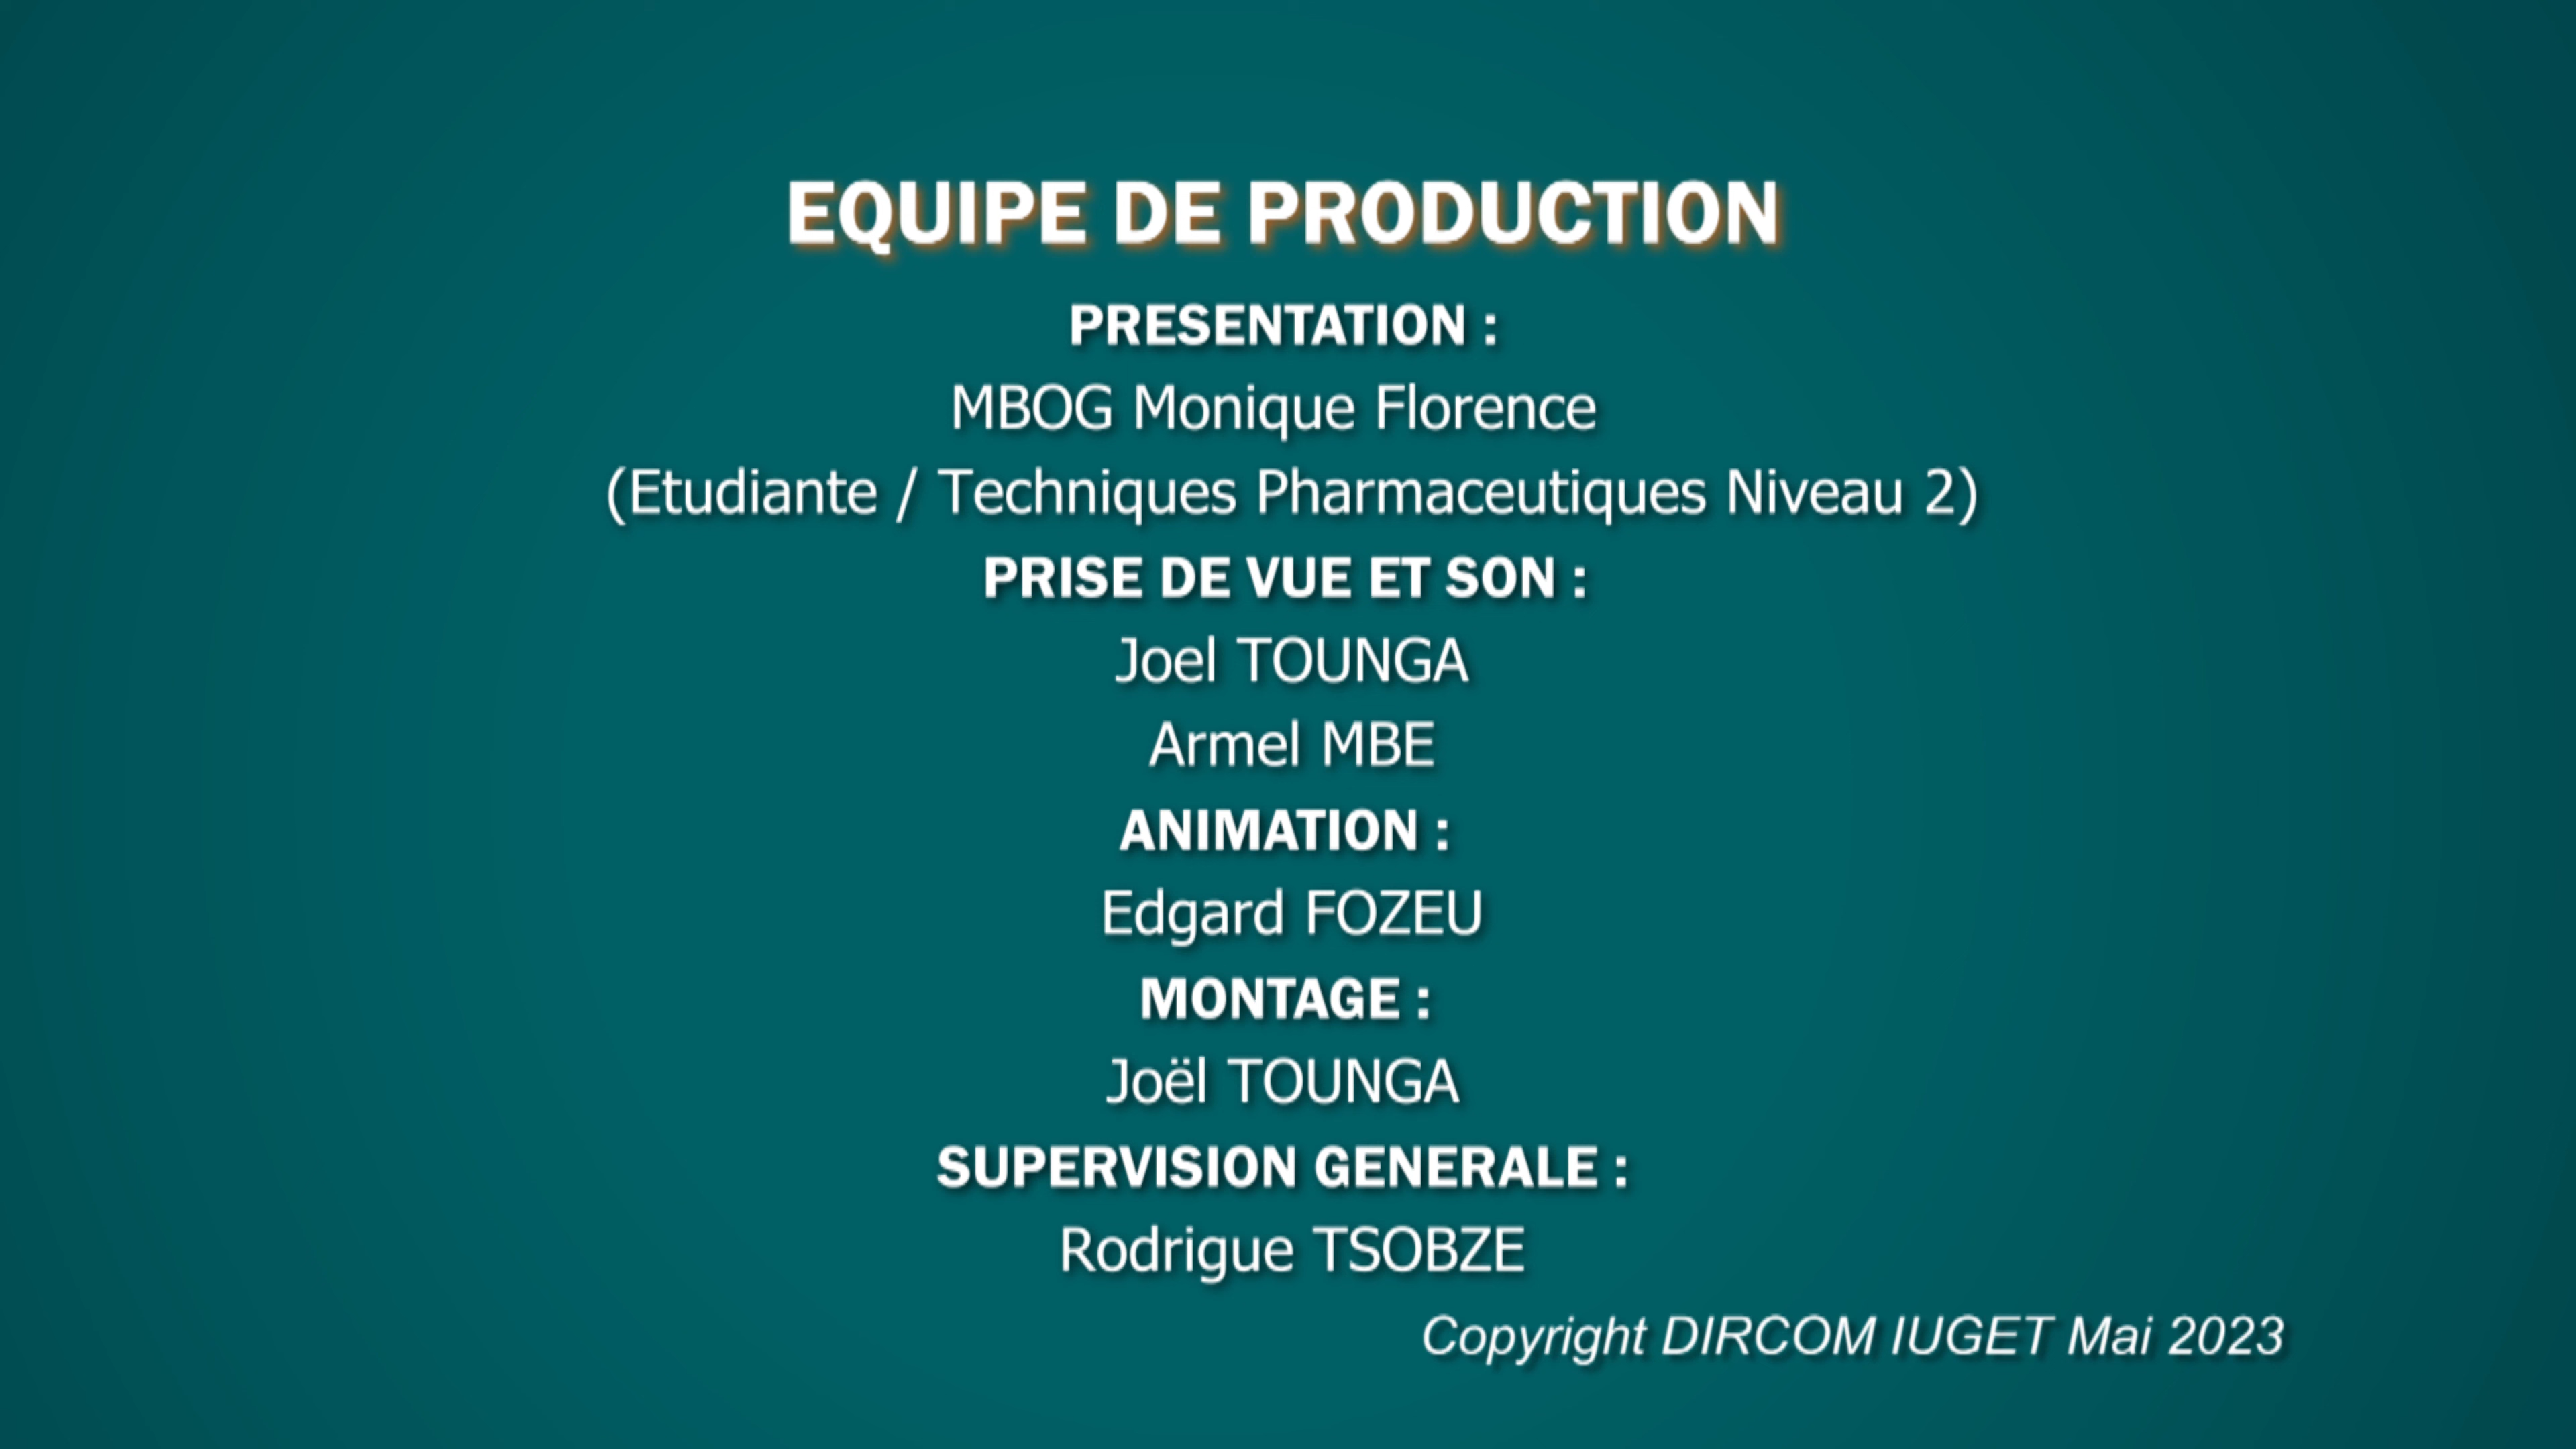 EQUIPE DE PRODUCTION
PRESENTATION :
MBOG Monique Florence
(Etudiante / Techniques Pharmaceutiques Niveau 2)
PRISE DE VUE ET SON :
Joel TOUNGA
Armel MBE
ANIMATION :
Edgard FOZEU
MONTAGE :
Joël TOUNGA
SUPERVISION GENERALE :
Rodrigue TSOBZE
Copyright DIRCOM IUGET Mai 2023